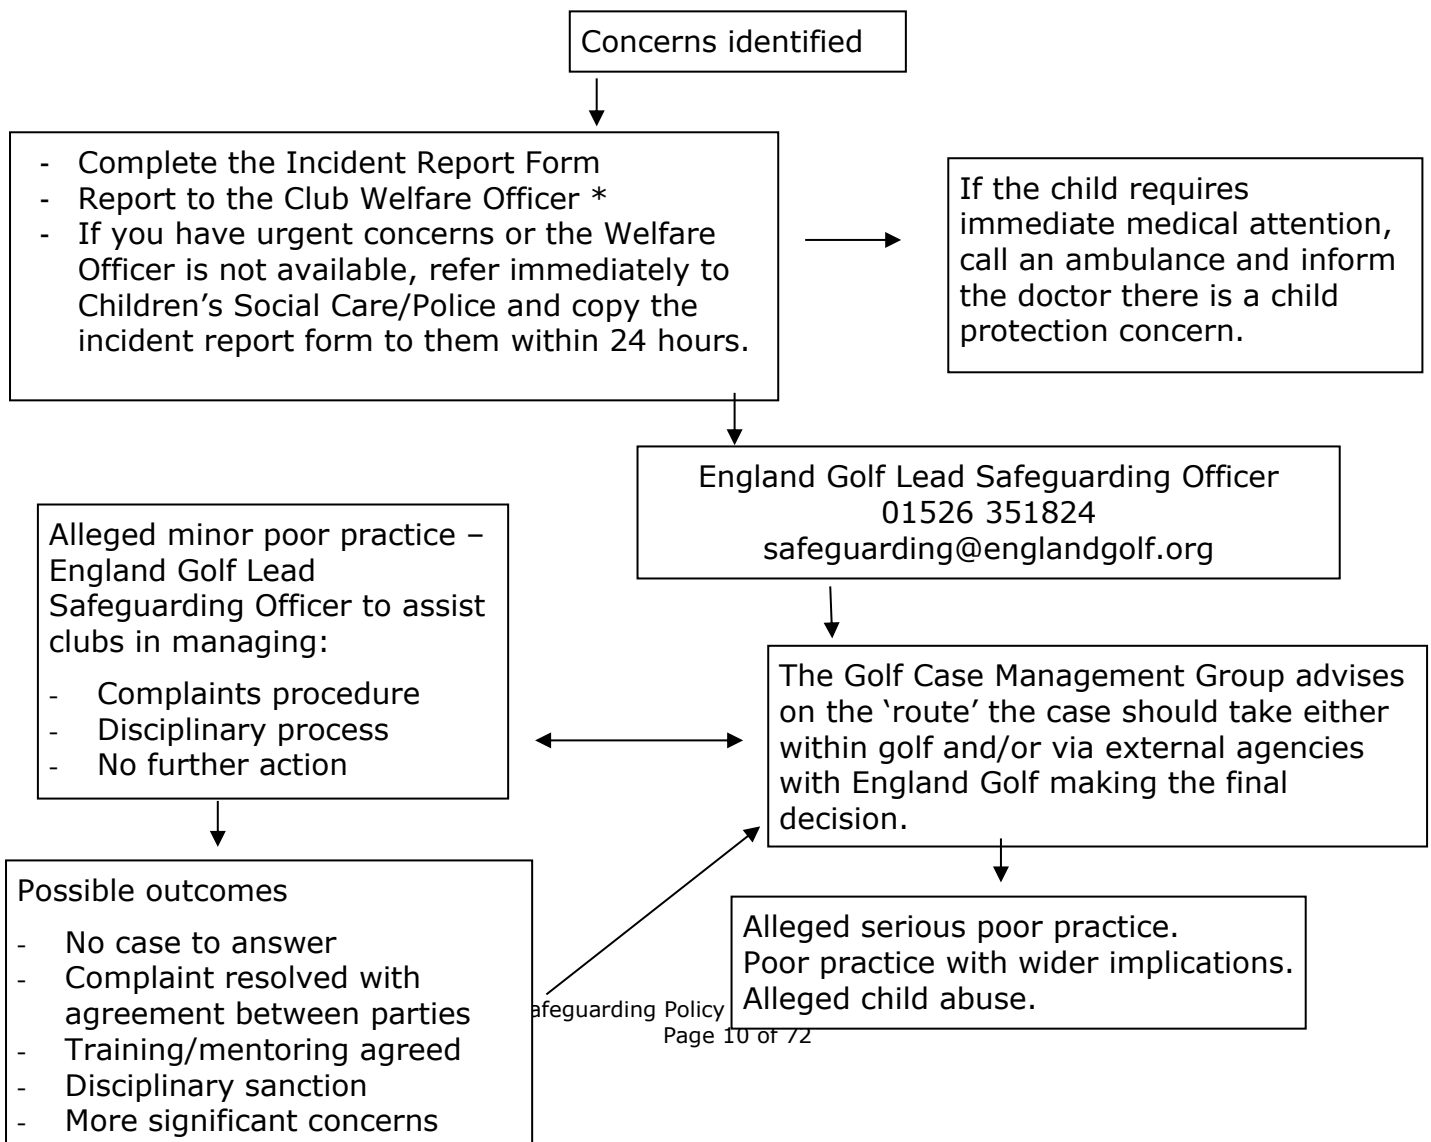 Concerns identified
- Complete the Incident Report Form
- Report to the Club Welfare Officer *
- If you have urgent concerns or the Welfare
Officer is not available, refer immediately to
Children’s Social Care/Police and copy the
incident report form to them within 24 hours.
If the child requires
immediate medical attention,
call an ambulance and inform
the doctor there is a child
protection concern.
England Golf Lead Safeguarding Officer
01526 351824
safeguarding@englandgolf.org
Alleged minor poor practice –
England Golf Lead
Safeguarding Officer to assist
clubs in managing:
- Complaints procedure
- Disciplinary process
- No further action
The Golf Case Management Group advises
on the ‘route’ the case should take either
within golf and/or via external agencies
with England Golf making the final
decision.
Possible outcomes
- No case to answer
- Complaint resolved with
agreement between parties
- Training/mentoring agreed
- Disciplinary sanction
- More significant concerns
Alleged serious poor practice.
Poor practice with wider implications.
Alleged child abuse.
afeguarding Policy
Page 10 of 72